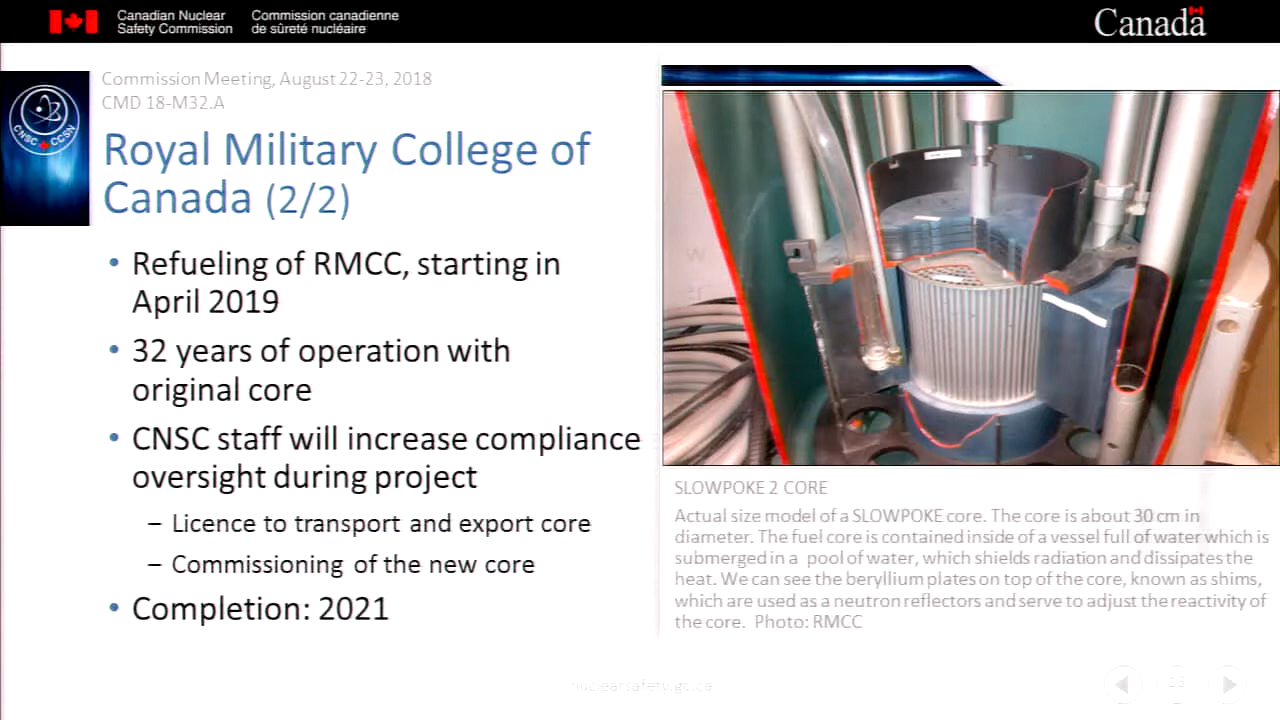 Canadian Nuclear Safety Commission
Commission canadienne de sûreté nucléaire
Canada
Commission Meeting, August 22-23, 2018
CMD 18-M32.A
CNSC CCSN
Royal Military College of
Canada (2/2)
• Refueling of RMCC, starting in
April 2019
• 32 years of operation with
original core
• CNSC staff will increase compliance
oversight during project
– Licence to transport and export core
– Commissioning of the new core
• Completion: 2021
SLOWPOKE 2 CORE
Actual size model of a SLOWPOKE core. The core is about 30 cm in
diameter. The fuel core is contained inside of a vessel full of water which is
submerged in a pool of water, which shields radiation and dissipates the
heat. We can see the beryllium plates on top of the core, known as shims,
which are used as a neutron reflectors and serve to adjust the reactivity of
the core. Photo: RMCC
nuclearsafety.gc.ca
13